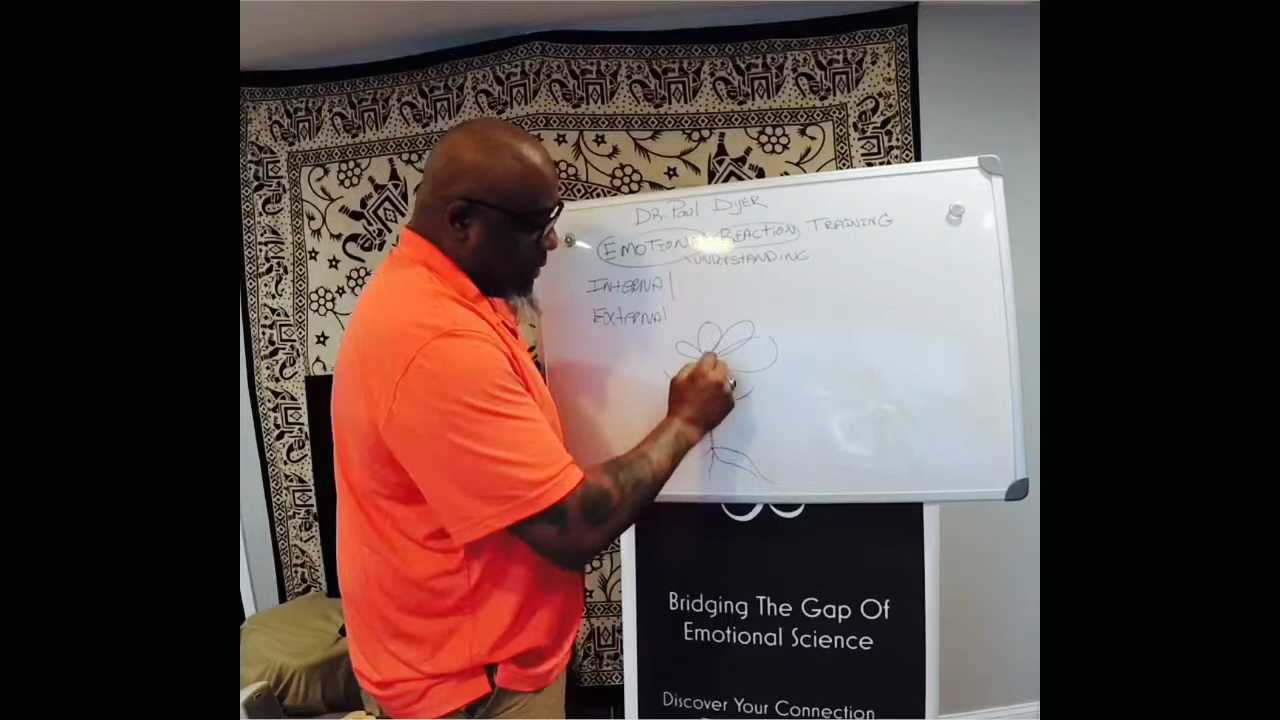 DR. Paul Dyer
EMOTIONAL REACTION TRAINING
UNDERSTANDING
INTERNAL
EXTERNAL
Bridging The Gap Of
Emotional Science
Discover Your Connection